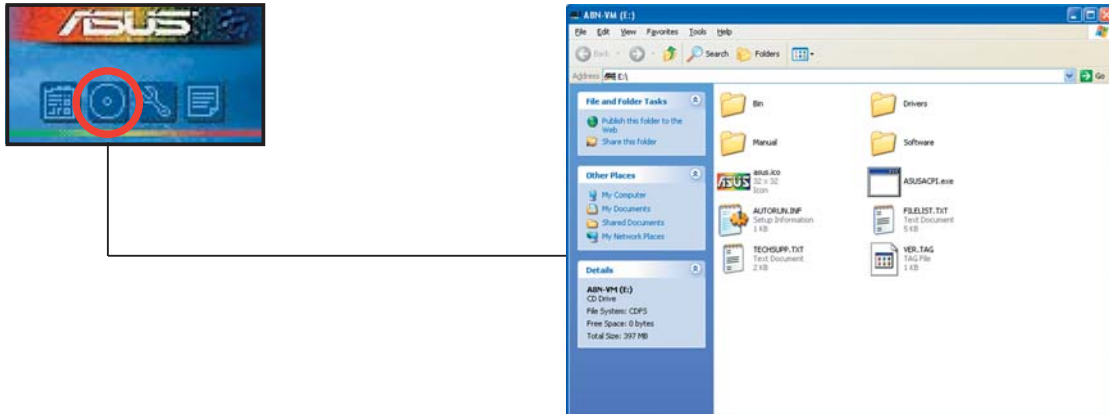 ASUS
A8N-VM (E:)
File Edit View Favorites Tools Help
Back Search Folders
Address E:\ Go
File and Folder Tasks
Publish this folder to the
Web
Share this folder
Other Places
My Computer
My Documents
Shared Documents
My Network Places
Details
A8N-VM (E:)
CD Drive
File System: CDFS
Free Space: 0 bytes
Total Size: 397 MB
Bin
Drivers
Manual
Software
ASUS
asus.ico
32 x 32
Icon
ASUSACPI.exe
AUTORUN.INF
Setup Information
1 KB
FILELIST.TXT
Text Document
5 KB
TECHSUPP.TXT
Text Document
2 KB
VER.TAG
TAG File
1 KB